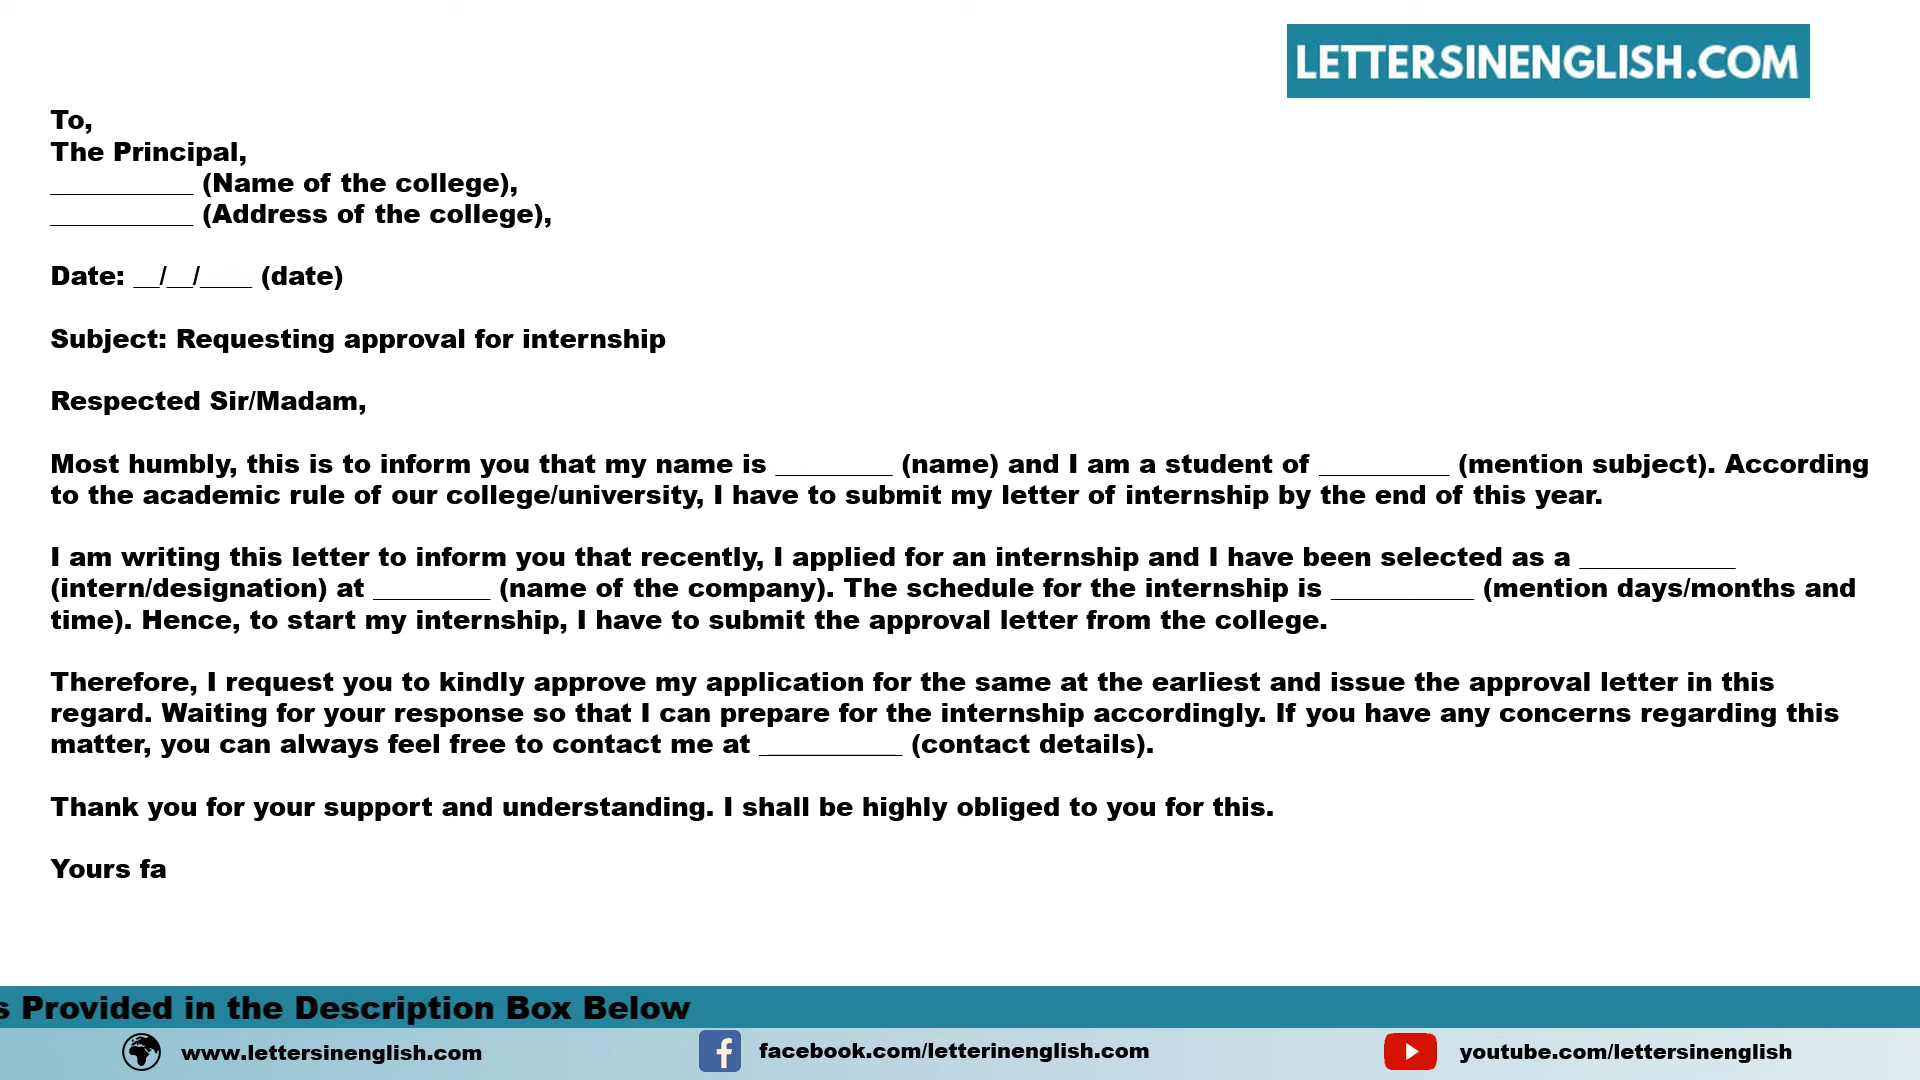 LETTERSINENGLISH.COM
To,
The Principal,
___________ (Name of the college),
___________ (Address of the college),
Date: __/__/____ (date)
Subject: Requesting approval for internship
Respected Sir/Madam,
Most humbly, this is to inform you that my name is _________ (name) and I am a student of __________ (mention subject). According
to the academic rule of our college/university, I have to submit my letter of internship by the end of this year.
I am writing this letter to inform you that recently, I applied for an internship and I have been selected as a ____________
(intern/designation) at _________ (name of the company). The schedule for the internship is ___________ (mention days/months and
time). Hence, to start my internship, I have to submit the approval letter from the college.
Therefore, I request you to kindly approve my application for the same at the earliest and issue the approval letter in this
regard. Waiting for your response so that I can prepare for the internship accordingly. If you have any concerns regarding this
matter, you can always feel free to contact me at ___________ (contact details).
Thank you for your support and understanding. I shall be highly obliged to you for this.
Yours fa
s Provided in the Description Box Below
www.lettersinenglish.com
facebook.com/letterinenglish.com
youtube.com/lettersinenglish